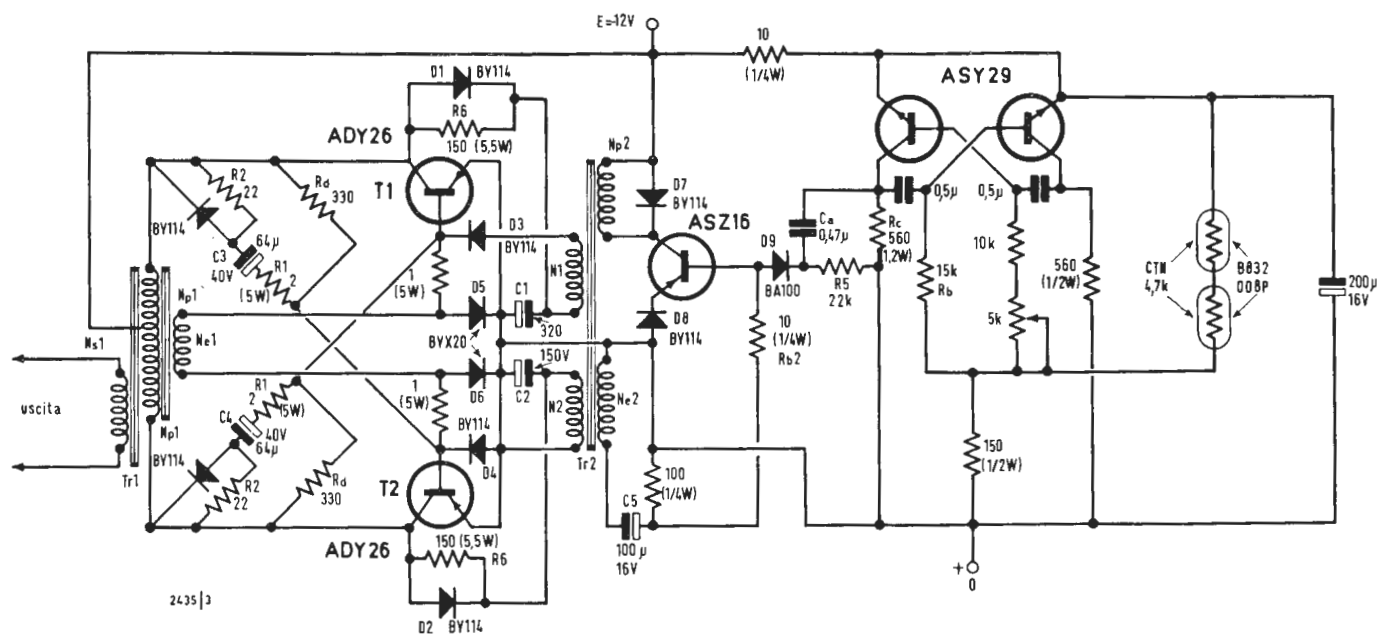 E=-12V
10
(1/4W)
ASY29
D1
BY114
R6
150 (5,5W)
ADY26
T1
Np2
D7
BY114
ASZ16
R2
22
Rd
330
BY114
64µ
C3
40V
R1
2
(5W)
D3
BY114
N1
1
(5W)
D5
BYX20
C1
320
150V
C2
D6
N2
Ne2
Tr2
D8
BY114
D9
BA100
Ca
0,47µ
R5
22k
Rc
560
(1,2W)
0,5µ
0,5µ
15k
Rb
10k
5k
560
(1/2W)
CTN
4,7k
B832
008P
200µ
16V
10
(1/4W)
Rb2
Ns1
Np1
Ne1
Np1
Tr1
uscita
R1
2
(5W)
C4
40V
64µ
BY114
R2
22
Rd
330
1
(5W)
BY114
D4
T2
ADY26
150 (5,5W)
R6
D2
BY114
100
(1/4W)
C5
100µ
16V
150
(1/2W)
+
0
2435|3